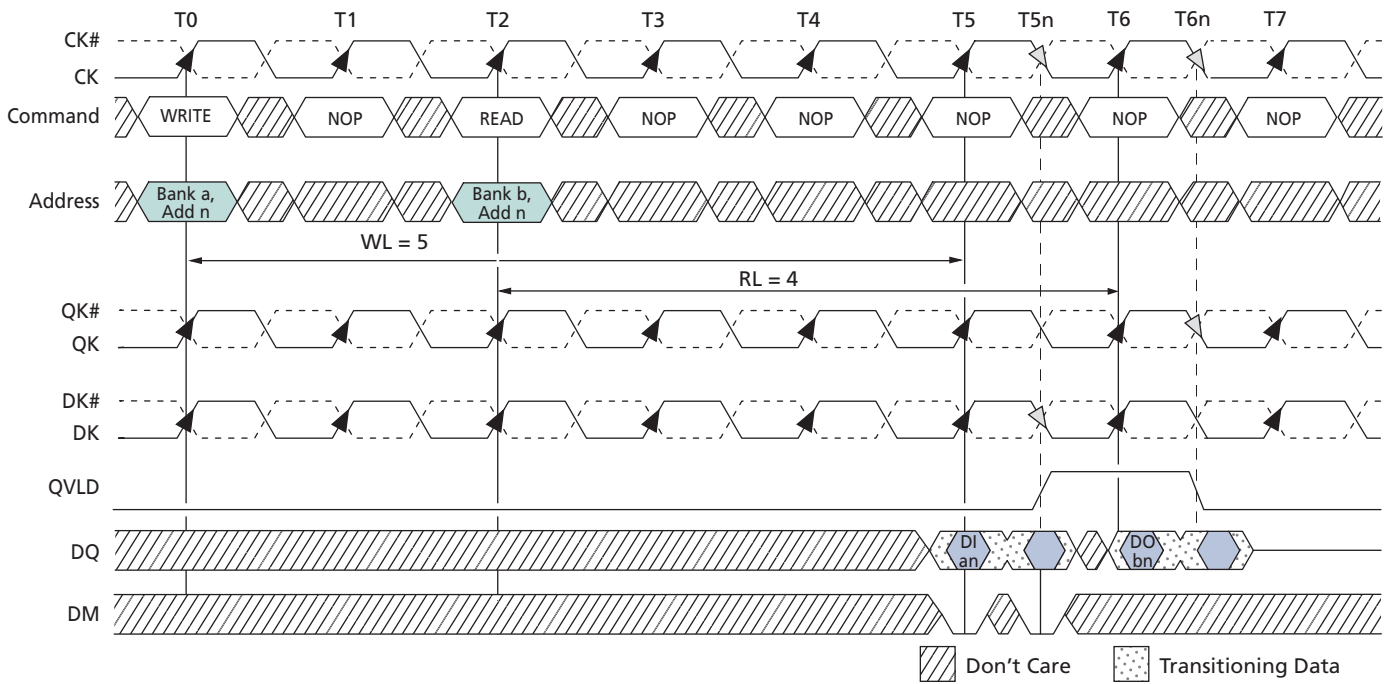 T0 T1 T2 T3 T4 T5 T5n T6 T6n T7
CK#
CK
Command WRITE NOP READ NOP NOP NOP NOP NOP
Address Bank a, Add n Bank b, Add n
WL = 5
RL = 4
QK#
QK
DK#
DK
QVLD
DQ DI an DO bn
DM
Don't Care Transitioning Data